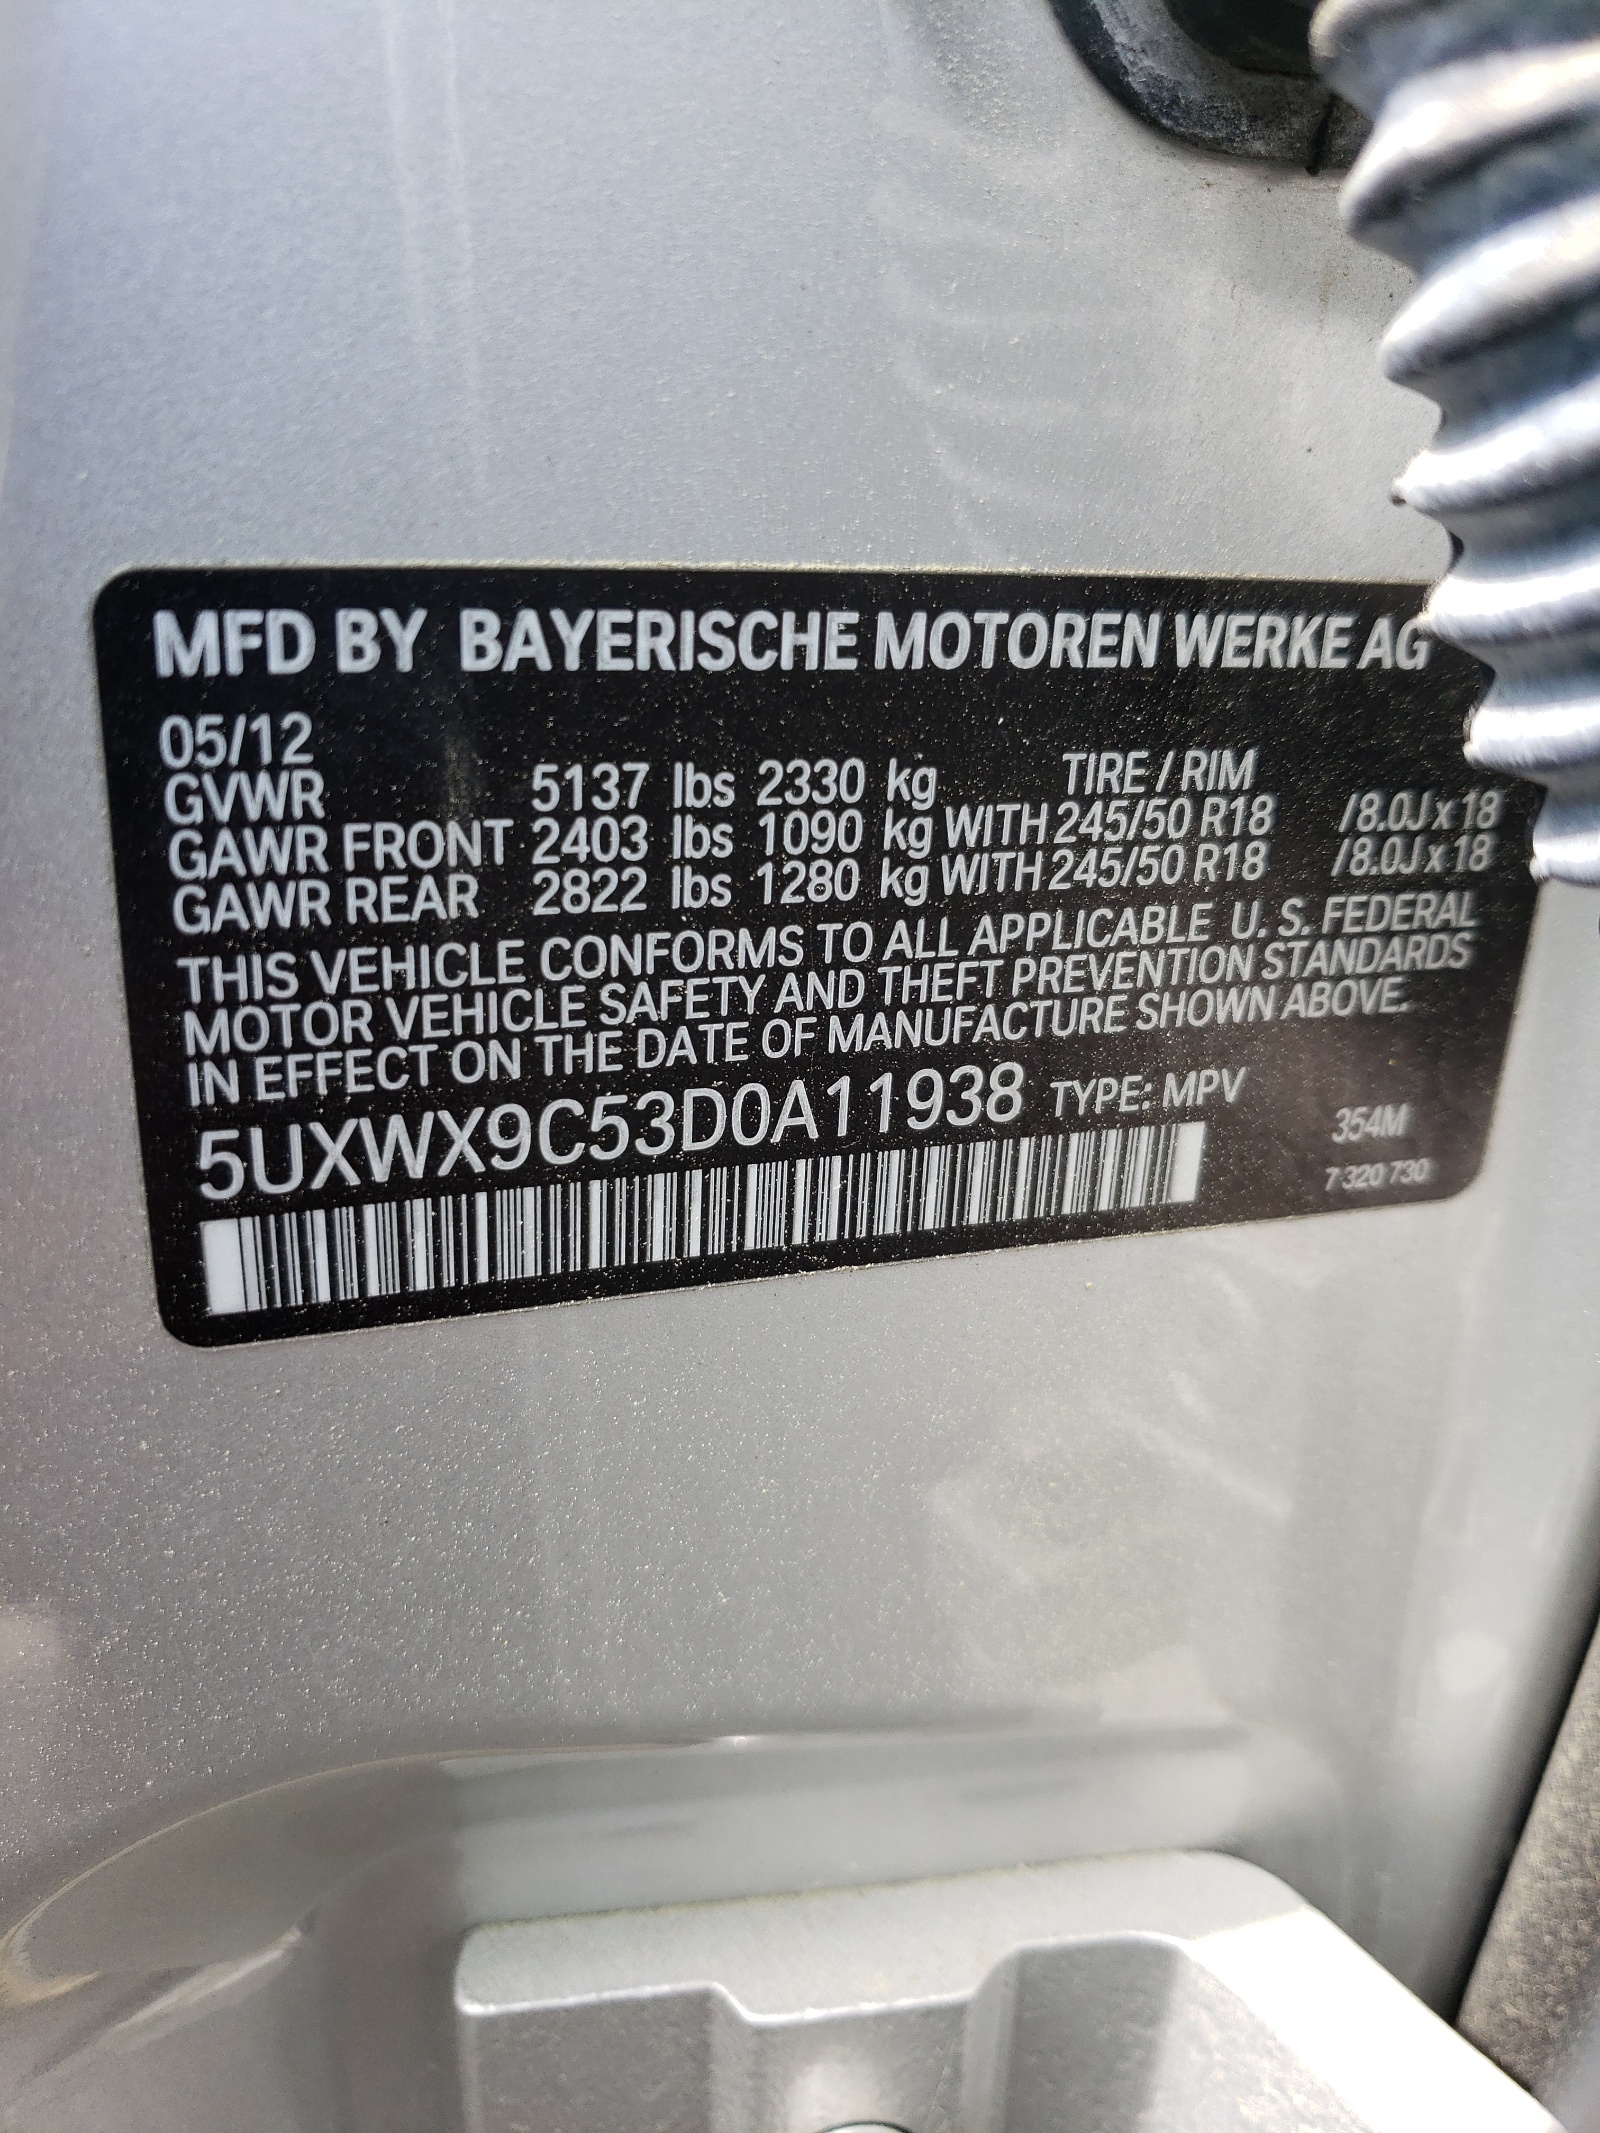 MFD BY BAYERISCHE MOTOREN WERKE AG
05/12
GVWR 5137 lbs 2330 kg TIRE / RIM
GAWR FRONT 2403 lbs 1090 kg WITH 245/50 R18 /8.0J x 18
GAWR REAR 2822 lbs 1280 kg WITH 245/50 R18 /8.0J x 18
THIS VEHICLE CONFORMS TO ALL APPLICABLE U. S. FEDERAL
MOTOR VEHICLE SAFETY AND THEFT PREVENTION STANDARDS
IN EFFECT ON THE DATE OF MANUFACTURE SHOWN ABOVE.
5UXWX9C53D0A11938 TYPE: MPV
354M
7 320 730